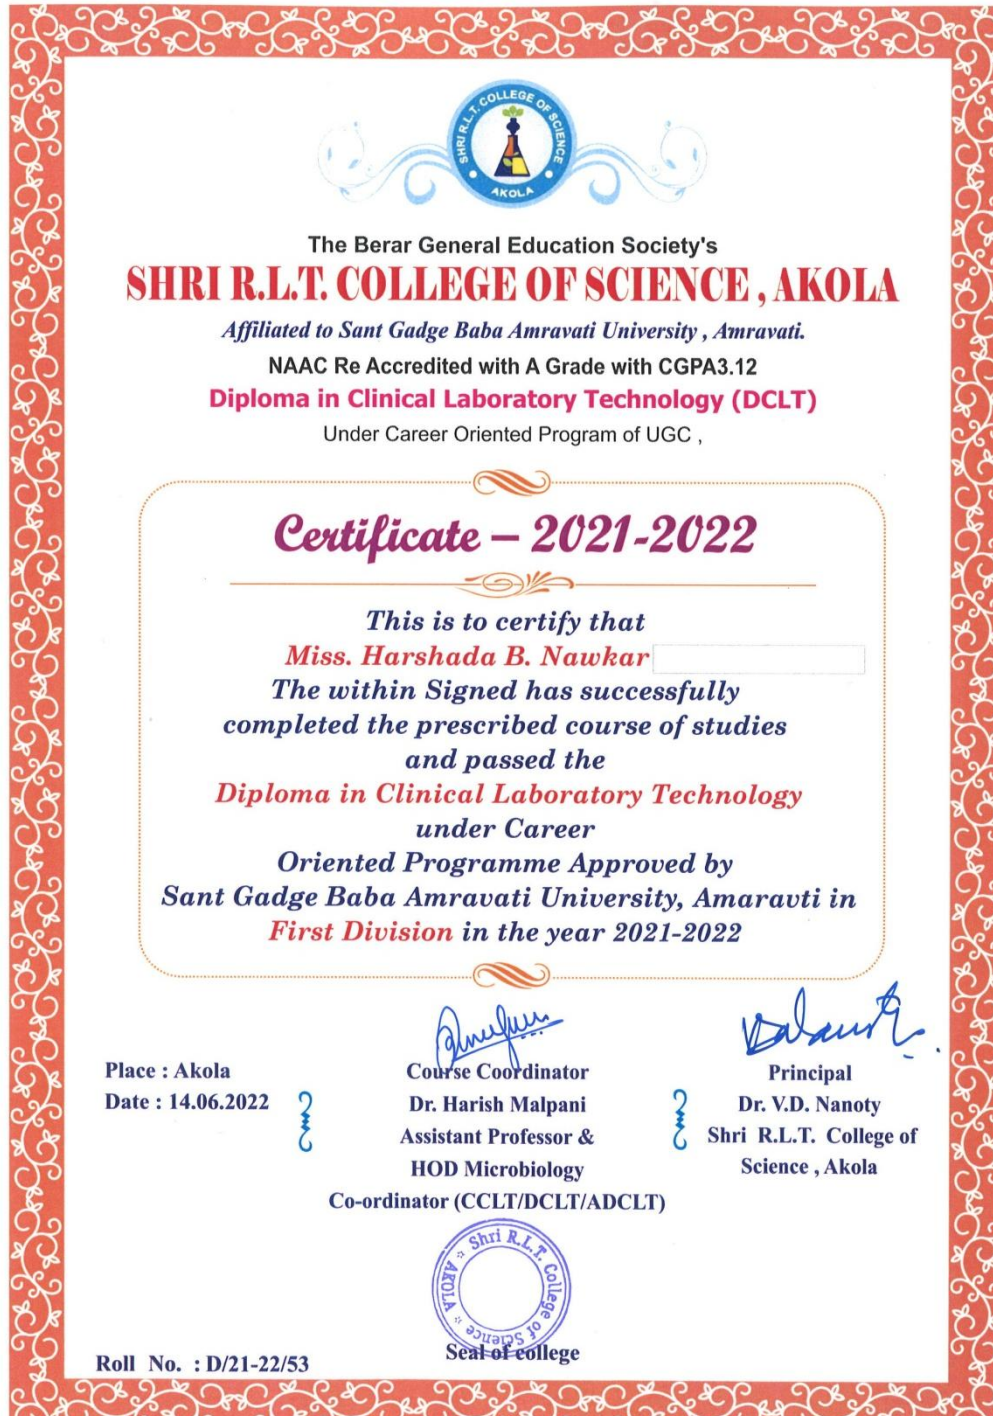 SHRI R.L.T. COLLEGE OF SCIENCE
AKOLA
The Berar General Education Society's
SHRI R.L.T. COLLEGE OF SCIENCE , AKOLA
Affiliated to Sant Gadge Baba Amravati University , Amravati.
NAAC Re Accredited with A Grade with CGPA3.12
Diploma in Clinical Laboratory Technology (DCLT)
Under Career Oriented Program of UGC ,
Certificate – 2021-2022
This is to certify that
Miss. Harshada B. Nawkar
The within Signed has successfully
completed the prescribed course of studies
and passed the
Diploma in Clinical Laboratory Technology
under Career
Oriented Programme Approved by
Sant Gadge Baba Amravati University, Amaravti in
First Division in the year 2021-2022
Place : Akola
Date : 14.06.2022
Course Coordinator
Dr. Harish Malpani
Assistant Professor &
HOD Microbiology
Co-ordinator (CCLT/DCLT/ADCLT)
Principal
Dr. V.D. Nanoty
Shri R.L.T. College of
Science , Akola
Shri R.L.T. College of Science
AKOLA
Seal of college
Roll No. : D/21-22/53